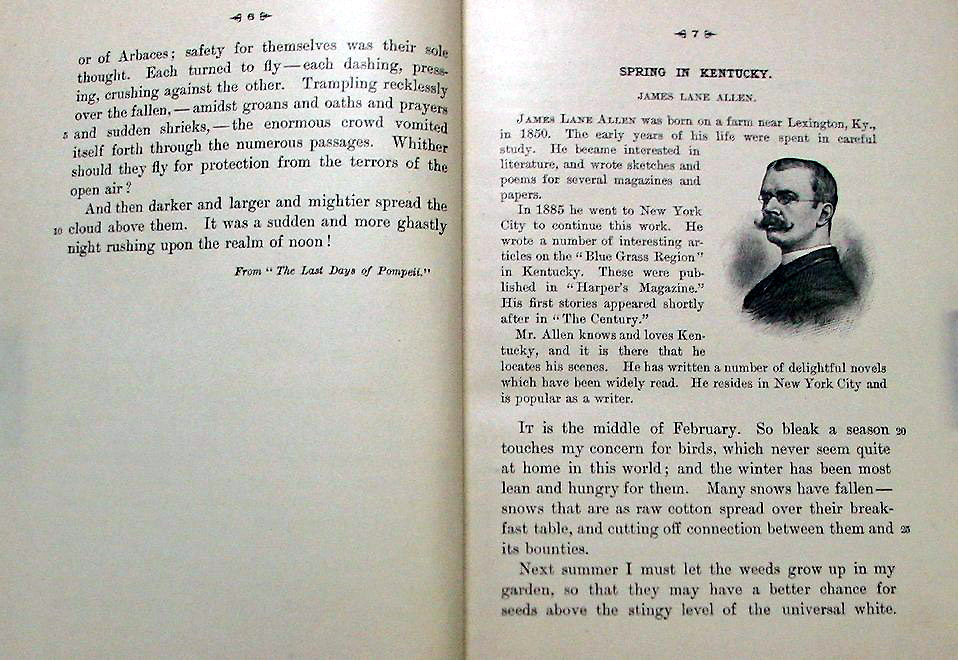 6
or of Arbaces; safety for themselves was their sole
thought. Each turned to fly—each dashing, press-
ing, crushing against the other. Trampling recklessly
over the fallen,—amidst groans and oaths and prayers
5 and sudden shrieks,—the enormous crowd vomited
itself forth through the numerous passages. Whither
should they fly for protection from the terrors of the
open air?
And then darker and larger and mightier spread the
10 cloud above them. It was a sudden and more ghastly
night rushing upon the realm of noon!
From "The Last Days of Pompeii."
7
SPRING IN KENTUCKY.
JAMES LANE ALLEN.
JAMES LANE ALLEN was born on a farm near Lexington, Ky.,
in 1850. The early years of his life were spent in careful
study. He became interested in
literature, and wrote sketches and
poems for several magazines and
papers.
In 1885 he went to New York
City to continue this work. He
wrote a number of interesting ar-
ticles on the "Blue Grass Region"
in Kentucky. These were pub-
lished in "Harper's Magazine."
His first stories appeared shortly
after in "The Century."
Mr. Allen knows and loves Ken-
tucky, and it is there that he
locates his scenes. He has written a number of delightful novels
which have been widely read. He resides in New York City and
is popular as a writer.
IT is the middle of February. So bleak a season 20
touches my concern for birds, which never seem quite
at home in this world; and the winter has been most
lean and hungry for them. Many snows have fallen—
snows that are as raw cotton spread over their break-
fast table, and cutting off connection between them and 25
its bounties.
Next summer I must let the weeds grow up in my
garden, so that they may have a better chance for
seeds above the stingy level of the universal white.